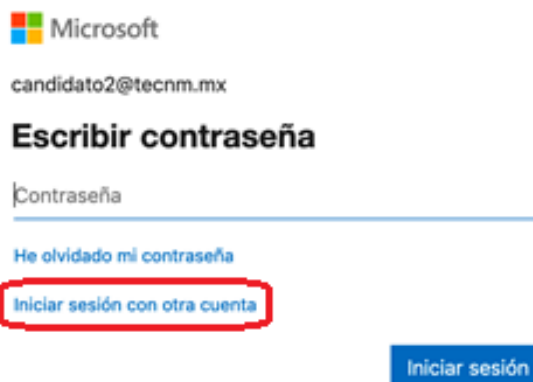 Microsoft
candidato2@tecnm.mx
Escribir contraseña
Contraseña
He olvidado mi contraseña
Iniciar sesión con otra cuenta
Iniciar sesión